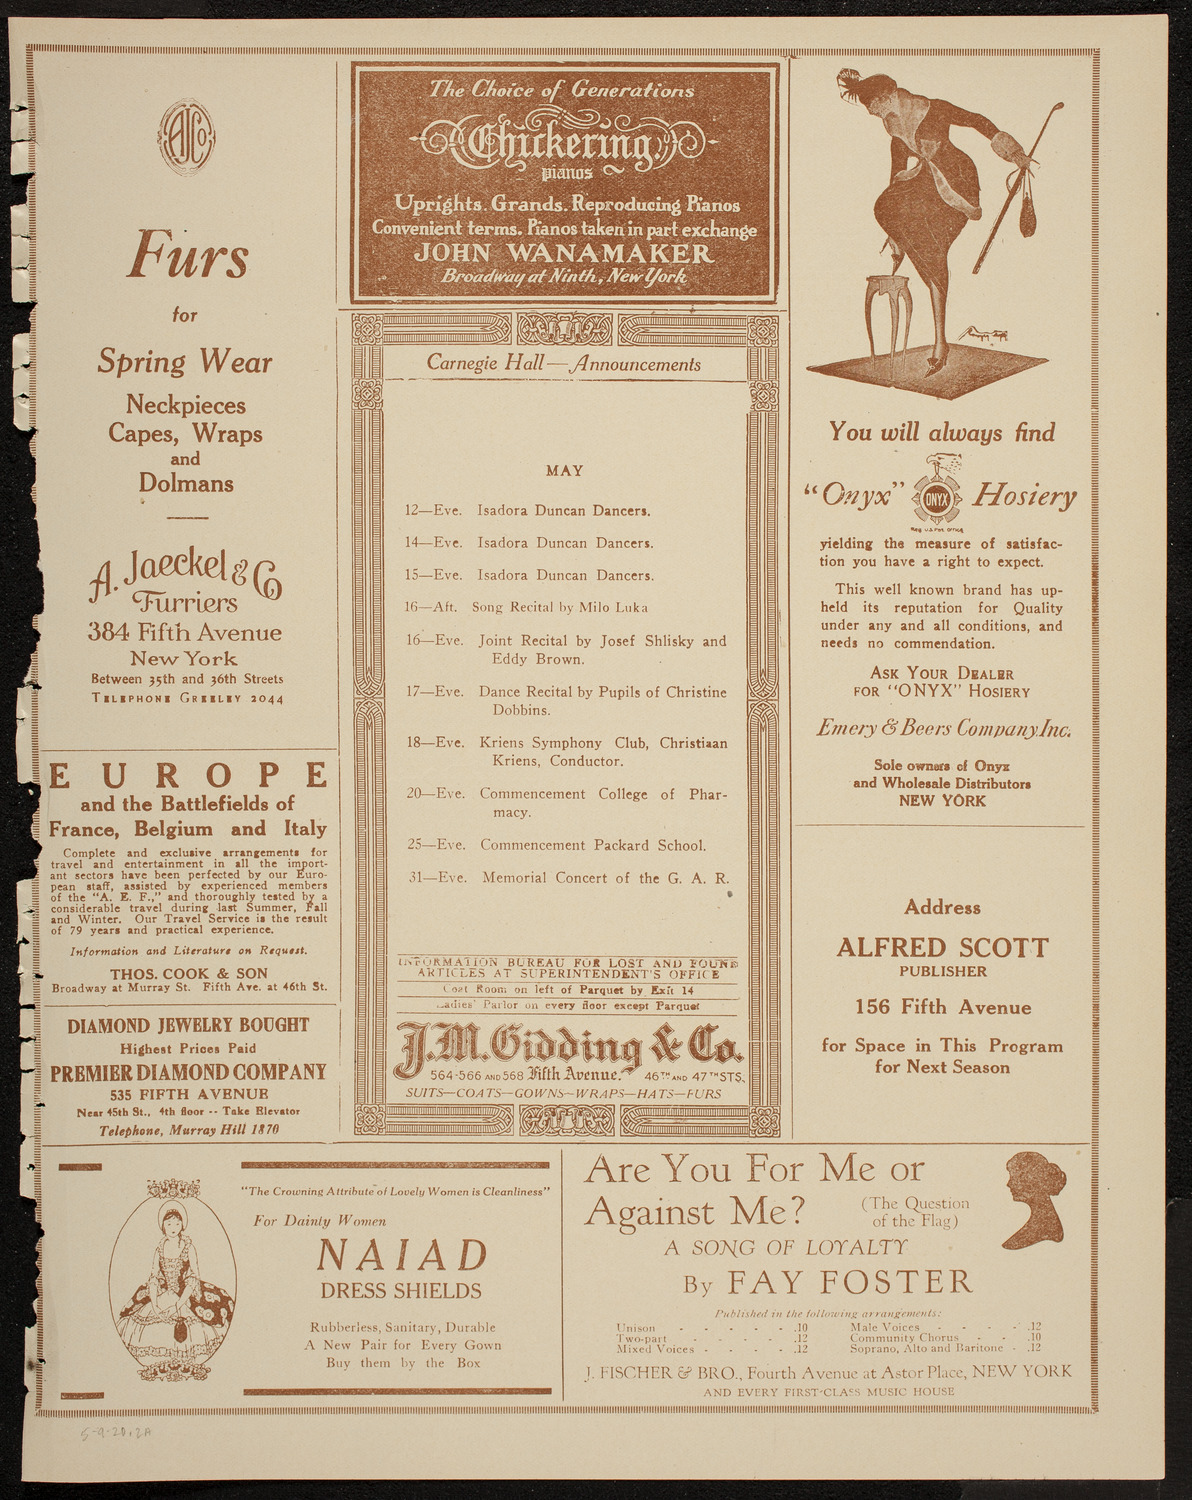 AJCo
Furs
for
Spring Wear
Neckpieces
Capes, Wraps
and
Dolmans
A. Jaeckel & Co
Furriers
384 Fifth Avenue
New York
Between 35th and 36th Streets
TELEPHONE GREELEY 2044
EUROPE
and the Battlefields of
France, Belgium and Italy
Complete and exclusive arrangements for
travel and entertainment in all the import-
ant sectors have been perfected by our Euro-
pean staff, assisted by experienced members
of the "A. E. F.," and thoroughly tested by a
considerable travel during last Summer, Fall
and Winter. Our Travel Service is the result
of 79 years and practical experience.
Information and Literature on Request.
THOS. COOK & SON
Broadway at Murray St. Fifth Ave. at 46th St.
DIAMOND JEWELRY BOUGHT
Highest Prices Paid
PREMIER DIAMOND COMPANY
535 FIFTH AVENUE
Near 45th St., 4th floor -- Take Elevator
Telephone, Murray Hill 1870
The Choice of Generations
Chickering
pianos
Uprights. Grands. Reproducing Pianos
Convenient terms. Pianos taken in part exchange
JOHN WANAMAKER
Broadway at Ninth, New York
Carnegie Hall—Announcements
MAY
12—Eve. Isadora Duncan Dancers.
14—Eve. Isadora Duncan Dancers.
15—Eve. Isadora Duncan Dancers.
16—Aft. Song Recital by Milo Luka
16—Eve. Joint Recital by Josef Shlisky and
Eddy Brown.
17—Eve. Dance Recital by Pupils of Christine
Dobbins.
18—Eve. Kriens Symphony Club, Christiaan
Kriens, Conductor.
20—Eve. Commencement College of Phar-
macy.
25—Eve. Commencement Packard School.
31—Eve. Memorial Concert of the G. A. R.
INFORMATION BUREAU FOR LOST AND FOUND
ARTICLES AT SUPERINTENDENT'S OFFICE
Coat Room on left of Parquet by Exit 14
Ladies' Parlor on every floor except Parquet
J.M. Gidding & Co.
564-566 AND 568 Fifth Avenue. 46TH AND 47TH STS.
SUITS—COATS—GOWNS—WRAPS—HATS—FURS
You will always find
"Onyx" ONYX Hosiery
Reg. U.S. Pat. Office
yielding the measure of satisfac-
tion you have a right to expect.
This well known brand has up-
held its reputation for Quality
under any and all conditions, and
needs no commendation.
ASK YOUR DEALER
FOR "ONYX" HOSIERY
Emery & Beers Company, Inc.
Sole owners of Onyx
and Wholesale Distributors
NEW YORK
Address
ALFRED SCOTT
PUBLISHER
156 Fifth Avenue
for Space in This Program
for Next Season
"The Crowning Attribute of Lovely Women is Cleanliness"
For Dainty Women
NAIAD
DRESS SHIELDS
Rubberless, Sanitary, Durable
A New Pair for Every Gown
Buy them by the Box
Are You For Me or
Against Me? (The Question
of the Flag)
A SONG OF LOYALTY
By FAY FOSTER
Published in the following arrangements:
Unison - - - - - .10 Male Voices - - - - .12
Two-part - - - - .12 Community Chorus - - .10
Mixed Voices - - - - .12 Soprano, Alto and Baritone - .12
J. FISCHER & BRO., Fourth Avenue at Astor Place, NEW YORK
AND EVERY FIRST-CLASS MUSIC HOUSE
5-9-20, 2A